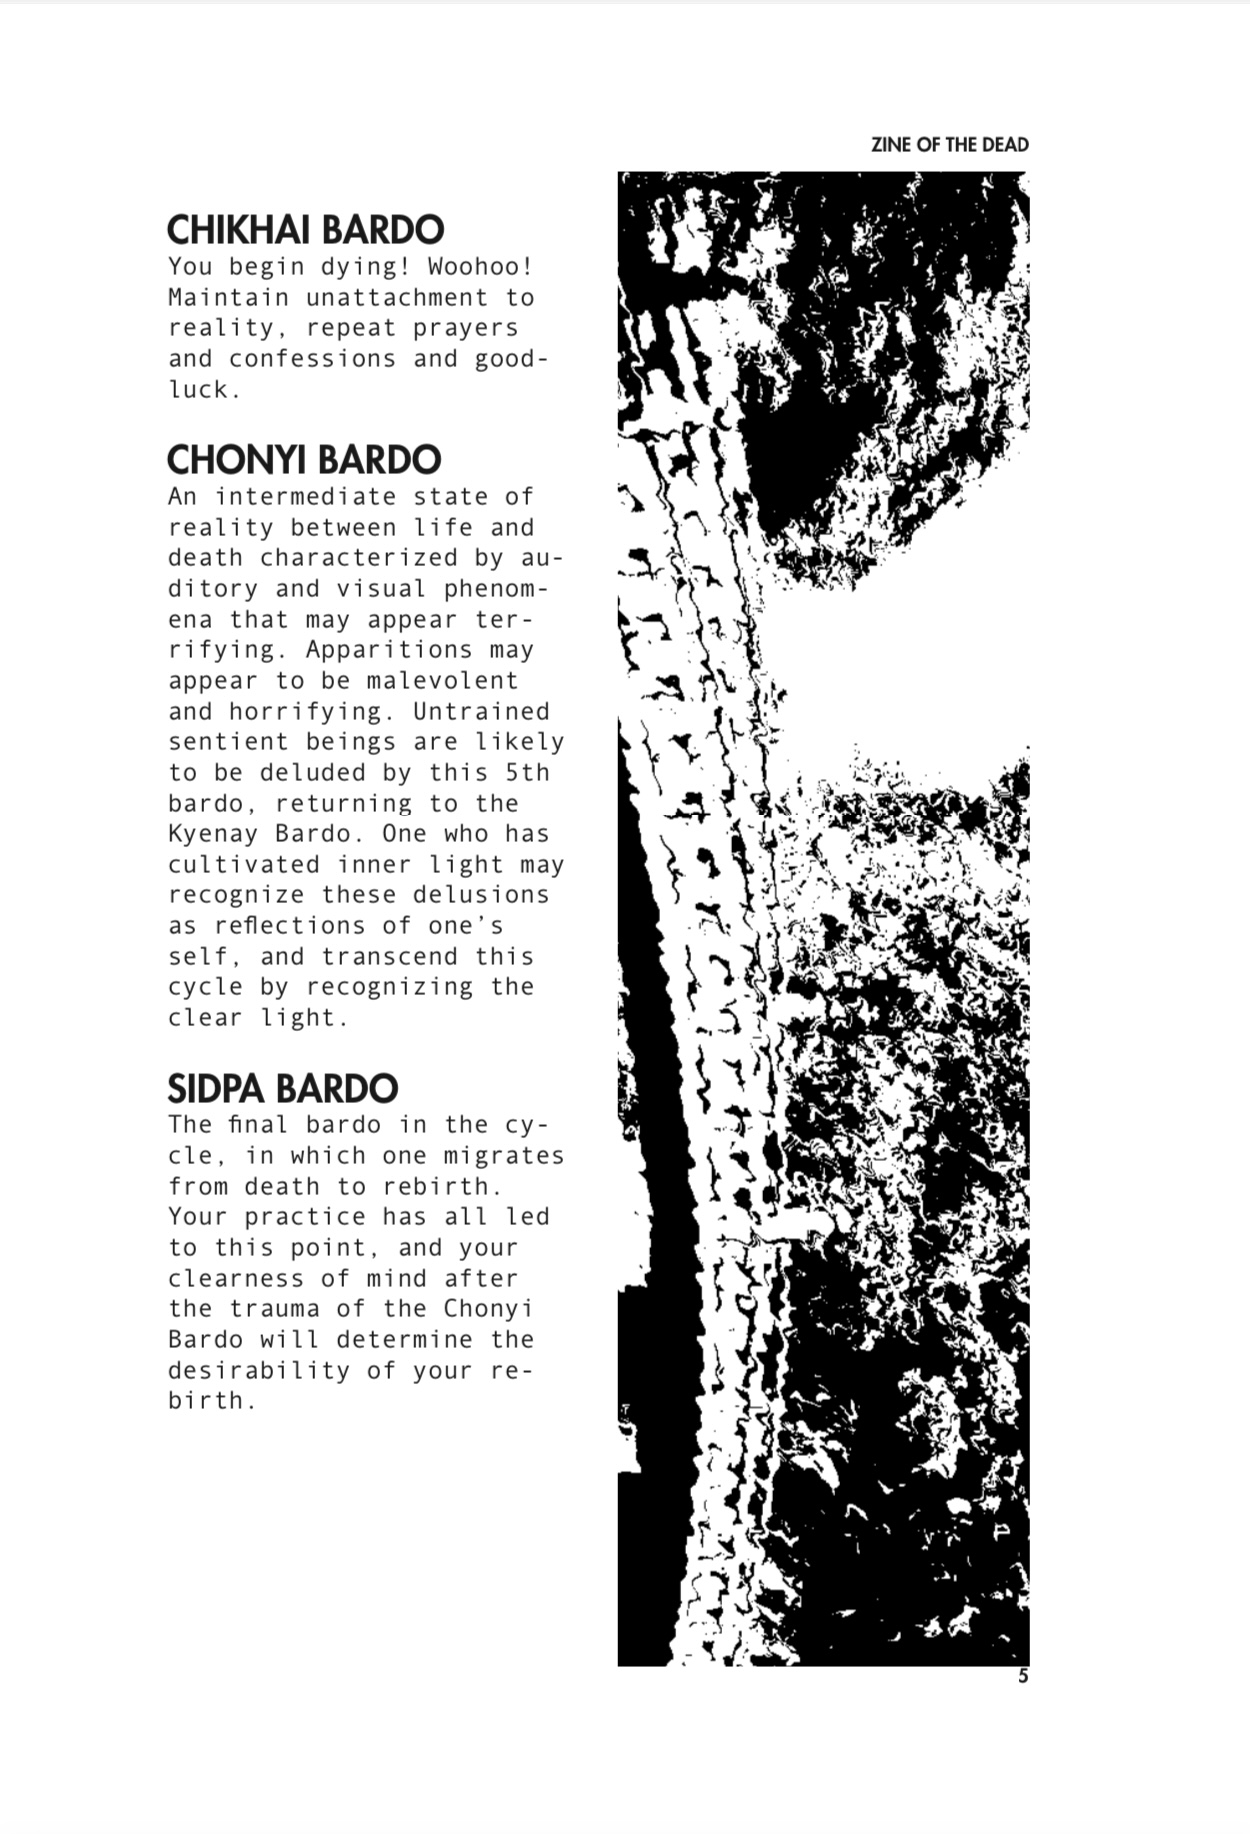 ZINE OF THE DEAD
CHIKHAI BARDO
You begin dying! Woohoo!
Maintain unattachment to
reality, repeat prayers
and confessions and good-
luck.
CHONYI BARDO
An intermediate state of
reality between life and
death characterized by au-
ditory and visual phenom-
ena that may appear ter-
rifying. Apparitions may
appear to be malevolent
and horrifying. Untrained
sentient beings are likely
to be deluded by this 5th
bardo, returning to the
Kyenay Bardo. One who has
cultivated inner light may
recognize these delusions
as reflections of one’s
self, and transcend this
cycle by recognizing the
clear light.
SIDPA BARDO
The final bardo in the cy-
cle, in which one migrates
from death to rebirth.
Your practice has all led
to this point, and your
clearness of mind after
the trauma of the Chonyi
Bardo will determine the
desirability of your re-
birth.
5